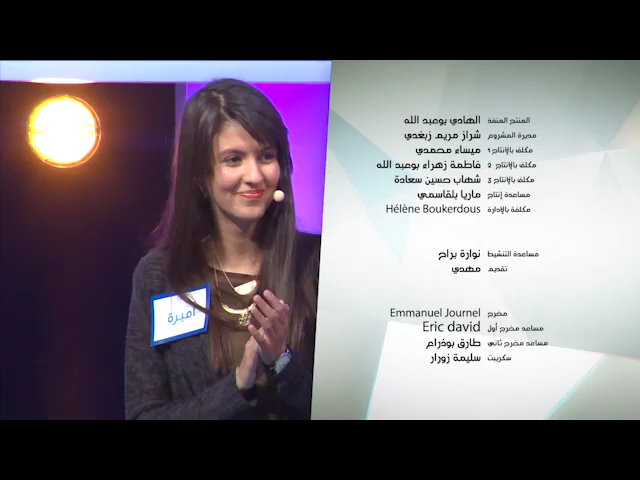 أميرة
المنتج المنفذ الهادي بوعبد الله
مديرة المشروع شراز مريم زيغدي
مكلف بالإنتاج 1 ميساء محمدي
مكلف بالإنتاج 2 فاطمة زهراء بوعبد الله
مكلف بالإنتاج 3 شهاب حسين سعادة
مساعدة إنتاج ماريا بلقاسمي
مكلفة بالإدارة Hélène Boukerdous
مساعدة التنشيط نوارة براح
تقديم مهدي
مخرج Emmanuel Journel
مساعد مخرج أول Eric david
مساعد مخرج ثاني طارق بوذراع
سكريبت سليمة زورار